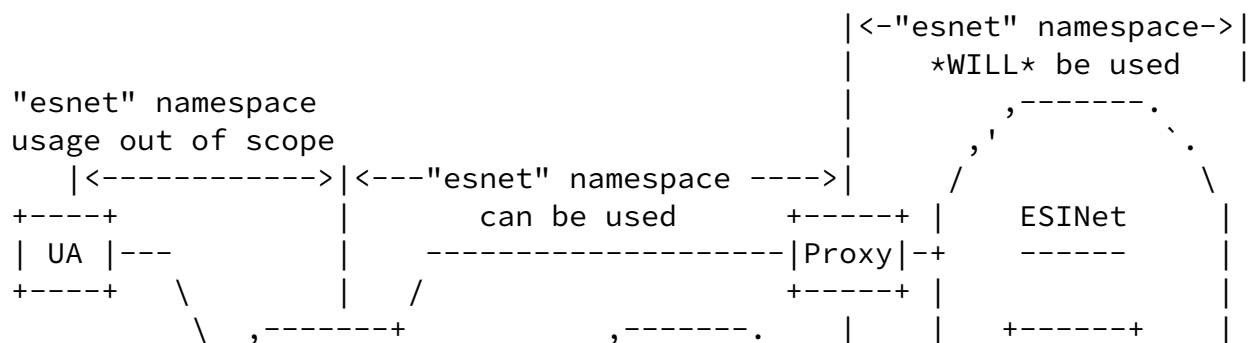 |<-"esnet" namespace->|
                                             |    *WILL* be used   |
"esnet" namespace                            |         ,-------.
usage out of scope                           |       ,'         `.
   |<------------>|<---"esnet" namespace ---->|     /             \
+----+            |       can be used     +-----+ |    ESINet      |
| UA |---         |    -------------------|Proxy|-+    ------      |
+----+   \        |   /                   +-----+ |                |
          \  ,-------+          ,-------.    |    |   +------+     |